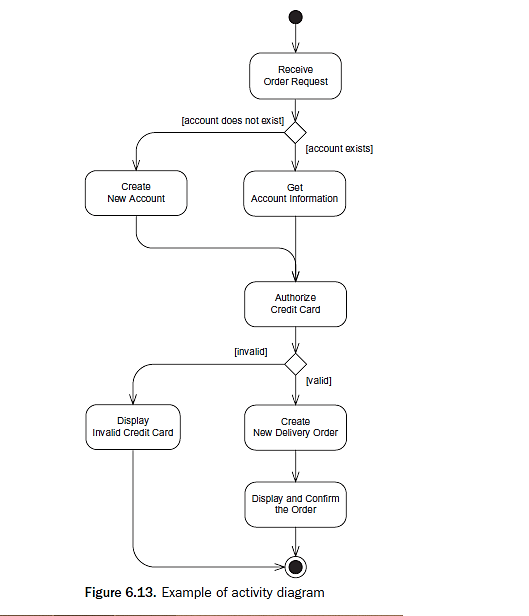 Receive
Order Request
[account does not exist]
[account exists]
Create
New Account
Get
Account Information
Authorize
Credit Card
[invalid]
[valid]
Display
Invalid Credit Card
Create
New Delivery Order
Display and Confirm
the Order
Figure 6.13. Example of activity diagram